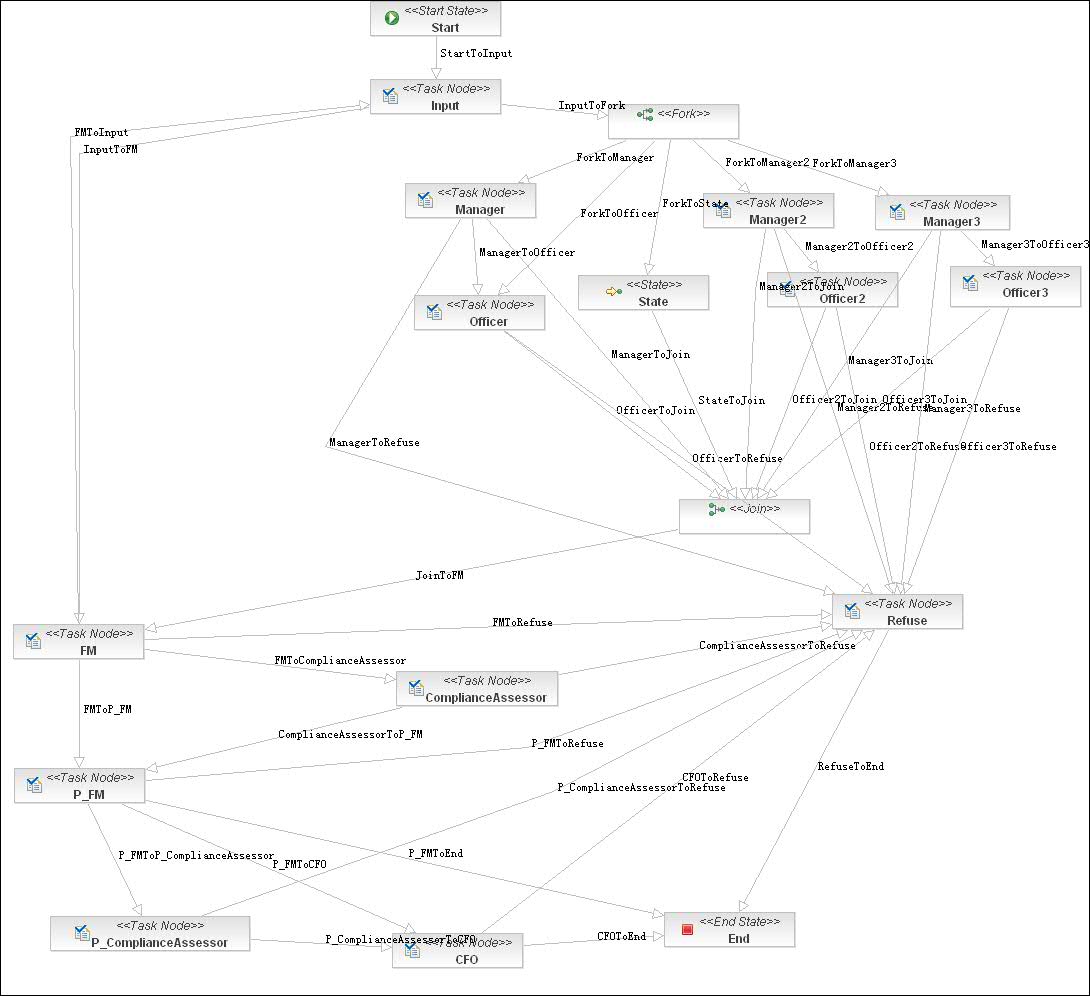 <<Start State>>
Start
StartToInput
<<Task Node>>
Input
InputToFork
<<Fork>>
FMToInput
InputToFM
ForkToManager
ForkToManager2
ForkToManager3
<<Task Node>>
Manager
ForkToOfficer
ForkToState
<<Task Node>>
Manager2
<<Task Node>>
Manager3
ManagerToOfficer
Manager2ToOfficer2
Manager3ToOfficer3
<<State>>
State
Manager2ToJoin
<<Task Node>>
Officer2
<<Task Node>>
Officer3
<<Task Node>>
Officer
ManagerToJoin
Manager3ToJoin
OfficerToJoin
StateToJoin
Officer2ToJoin
Officer3ToJoin
Manager2ToRefuse
Manager3ToRefuse
ManagerToRefuse
OfficerToRefuse
Officer2ToRefuse
Officer3ToRefuse
<<Join>>
JoinToFM
<<Task Node>>
Refuse
FMToRefuse
<<Task Node>>
FM
FMToComplianceAssessor
ComplianceAssessorToRefuse
<<Task Node>>
ComplianceAssessor
FMToP_FM
ComplianceAssessorToP_FM
P_FMToRefuse
<<Task Node>>
P_FM
CFOToRefuse
P_ComplianceAssessorToRefuse
RefuseToEnd
P_FMToP_ComplianceAssessor
P_FMToCFO
P_FMToEnd
<<Task Node>>
P_ComplianceAssessor
P_ComplianceAssessorToCFO
<<Task Node>>
CFO
CFOToEnd
<<End State>>
End